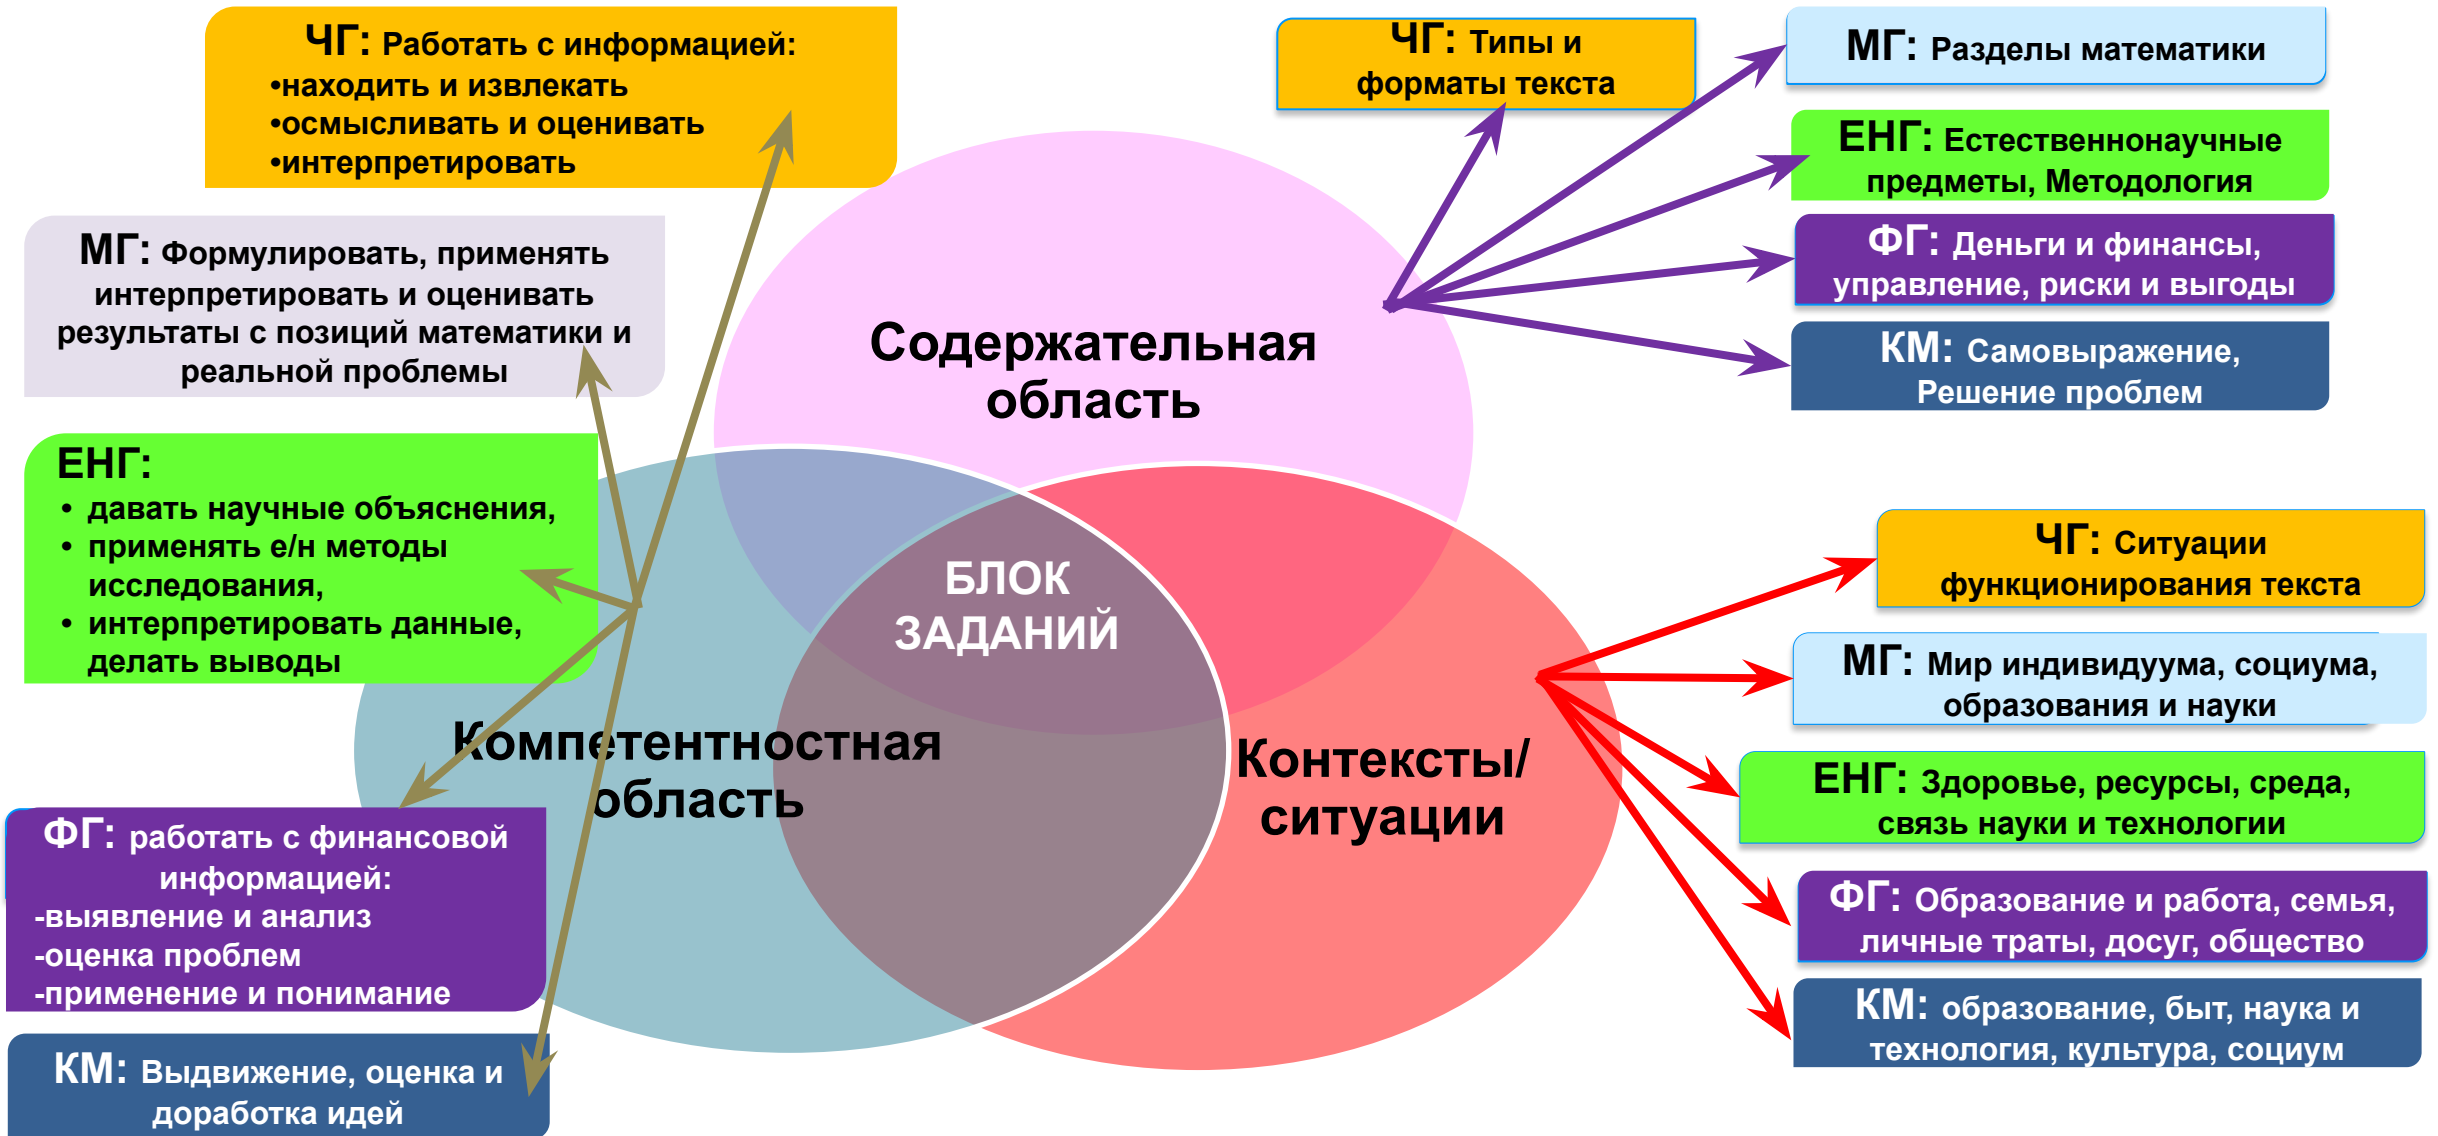 ЧГ: Работать с информацией:
•находить и извлекать
•осмысливать и оценивать
•интерпретировать
МГ: Формулировать, применять
интерпретировать и оценивать
результаты с позиций математики и
реальной проблемы
ЕНГ:
• давать научные объяснения,
• применять е/н методы
исследования,
• интерпретировать данные,
делать выводы
ФГ: работать с финансовой
информацией:
-выявление и анализ
-оценка проблем
-применение и понимание
КМ: Выдвижение, оценка и
доработка идей
Содержательная
область
БЛОК
ЗАДАНИЙ
Компетентностная
область
Контексты/
ситуации
ЧГ: Типы и
форматы текста
МГ: Разделы математики
ЕНГ: Естественнонаучные
предметы, Методология
ФГ: Деньги и финансы,
управление, риски и выгоды
КМ: Самовыражение,
Решение проблем
ЧГ: Ситуации
функционирования текста
МГ: Мир индивидуума, социума,
образования и науки
ЕНГ: Здоровье, ресурсы, среда,
связь науки и технологии
ФГ: Образование и работа, семья,
личные траты, досуг, общество
КМ: образование, быт, наука и
технология, культура, социум